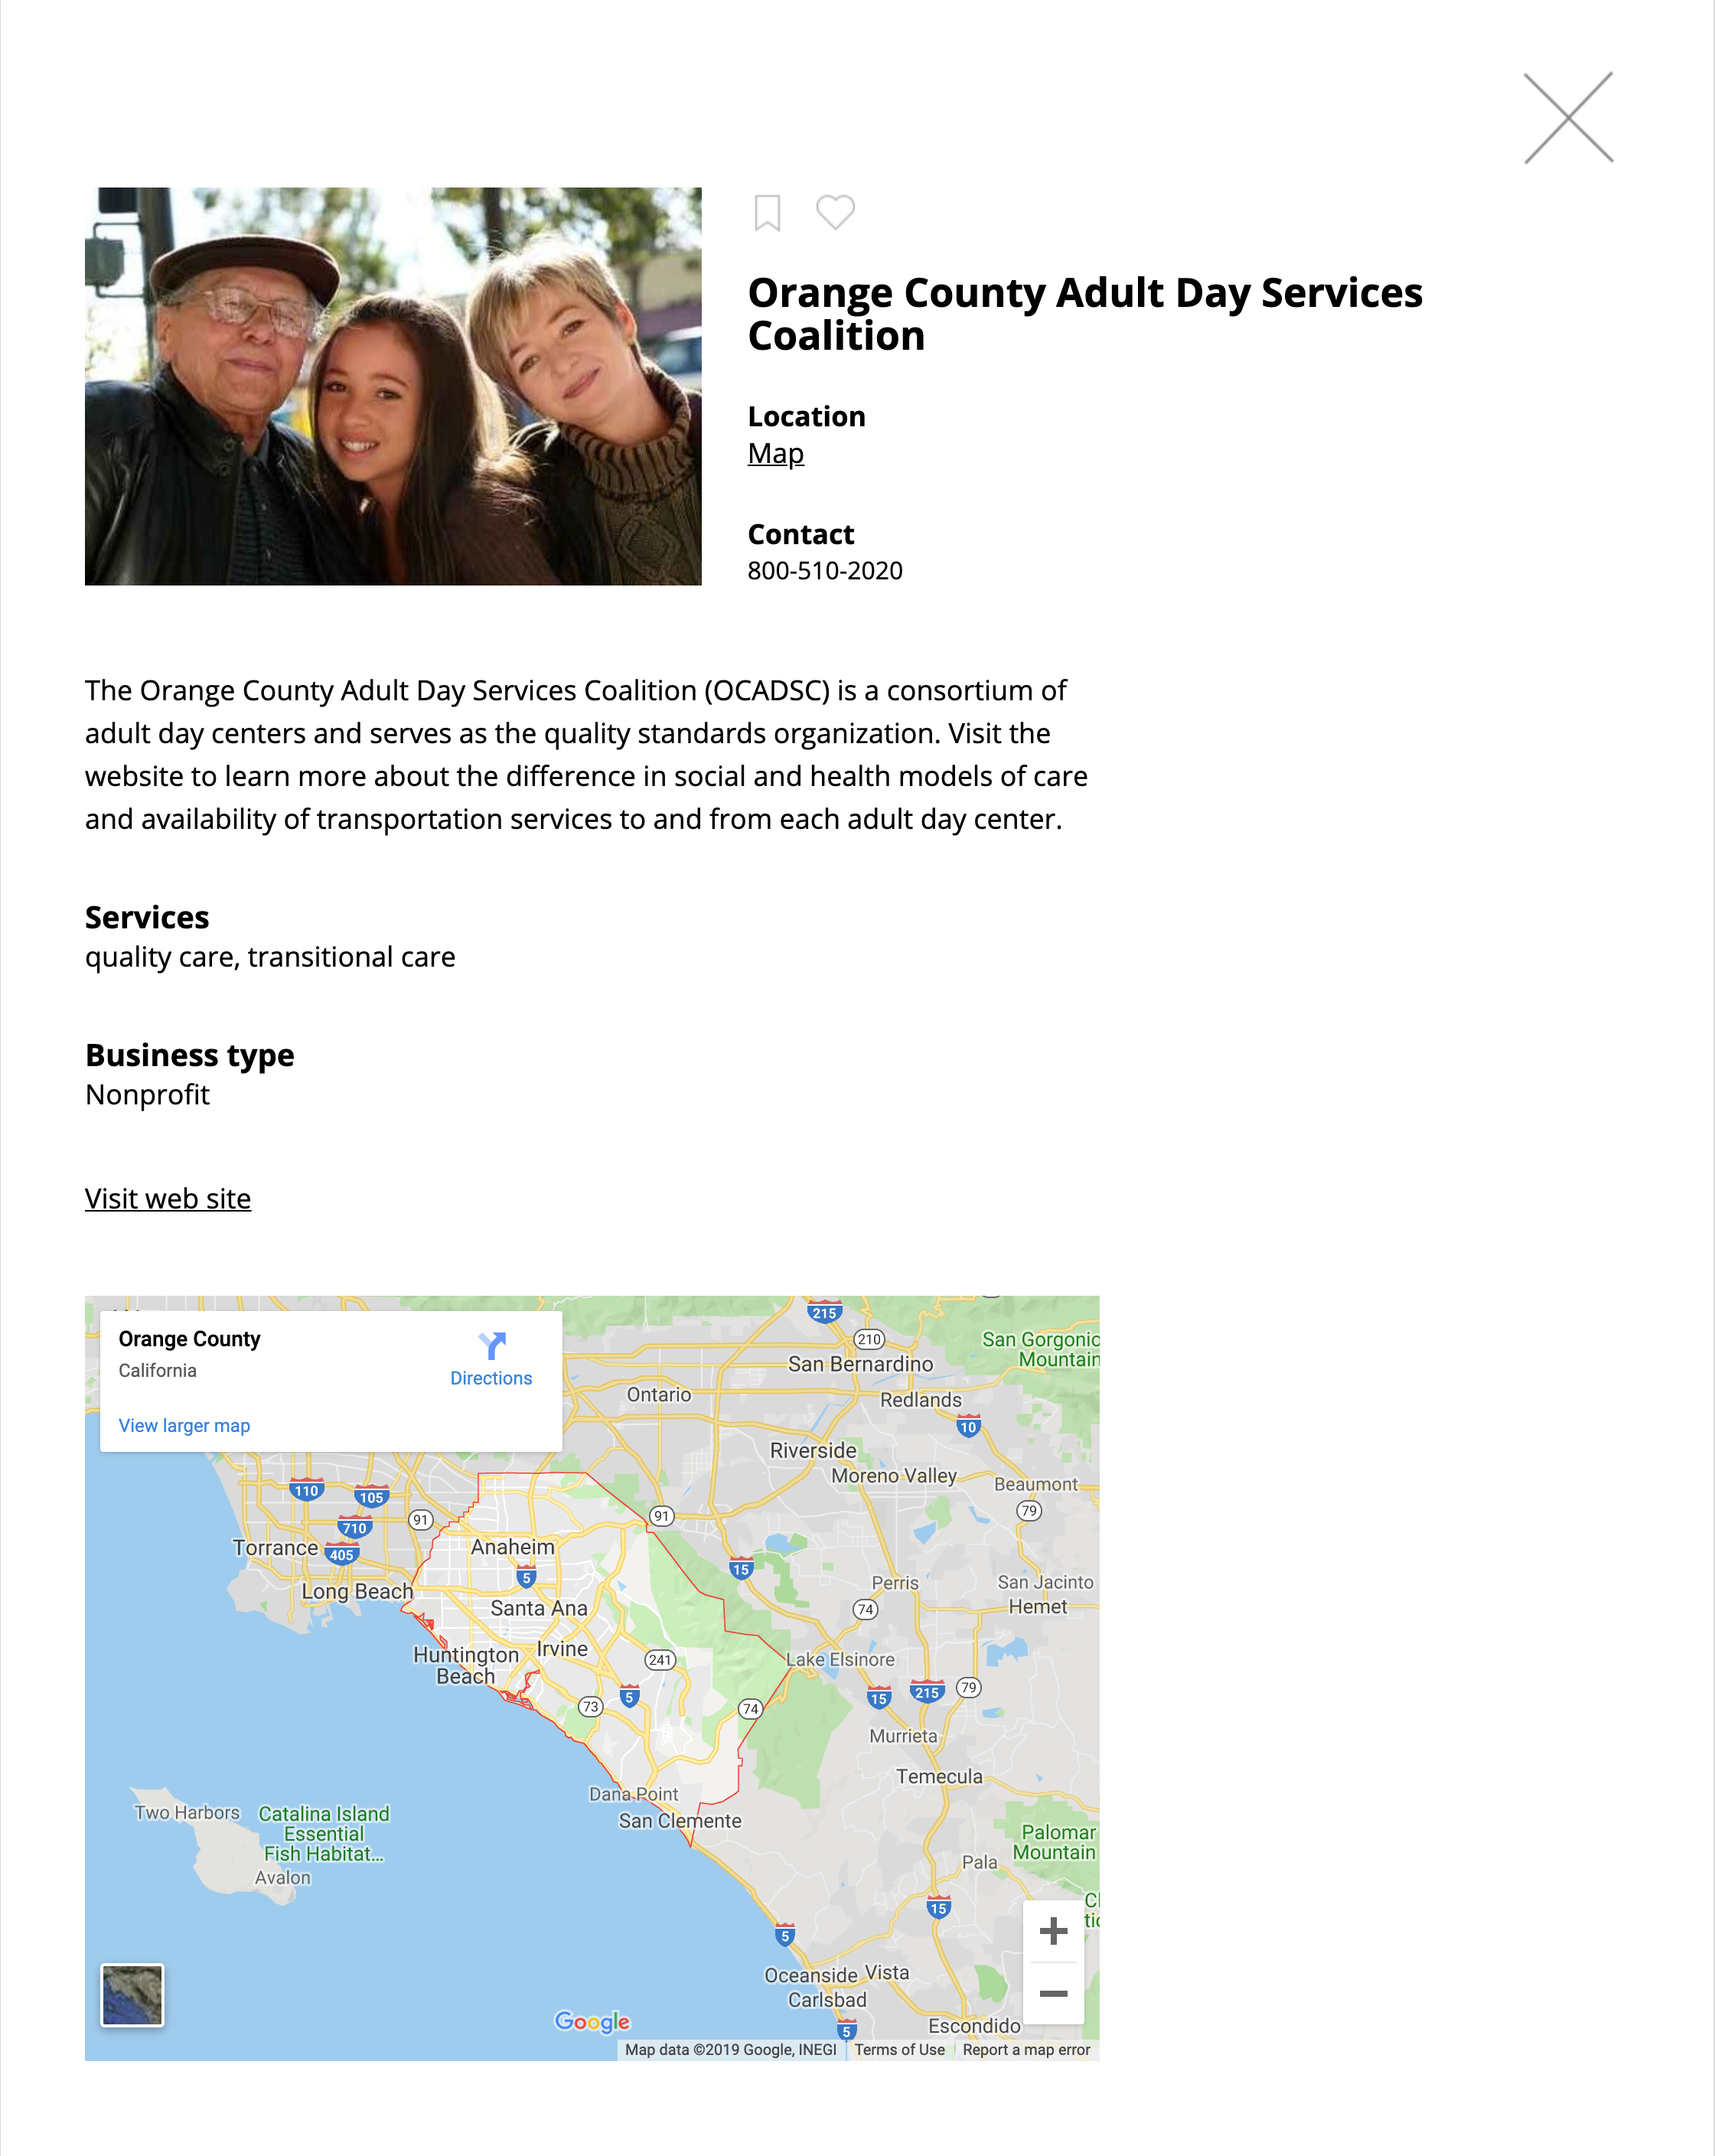 Orange County Adult Day Services
Coalition
Location
Map
Contact
800-510-2020
The Orange County Adult Day Services Coalition (OCADSC) is a consortium of
adult day centers and serves as the quality standards organization. Visit the
website to learn more about the difference in social and health models of care
and availability of transportation services to and from each adult day center.
Services
quality care, transitional care
Business type
Nonprofit
Visit web site
Orange County
California
Directions
View larger map
215
210
San Gorgonio
Mountain
San Bernardino
Ontario
Redlands
10
Riverside
Moreno Valley
Beaumont
110
105
91
91
79
710
Torrance
405
Anaheim
15
5
Long Beach
Perris
San Jacinto
Santa Ana
74
Hemet
Huntington
Beach
Irvine
241
Lake Elsinore
5
73
74
15
215
79
Murrieta
Temecula
Dana Point
San Clemente
Two Harbors
Catalina Island
Essential
Fish Habitat...
Avalon
Palomar
Mountain
Pala
15
5
Oceanside
Vista
Carlsbad
Escondido
5
Google
Map data ©2019 Google, INEGI
Terms of Use
Report a map error